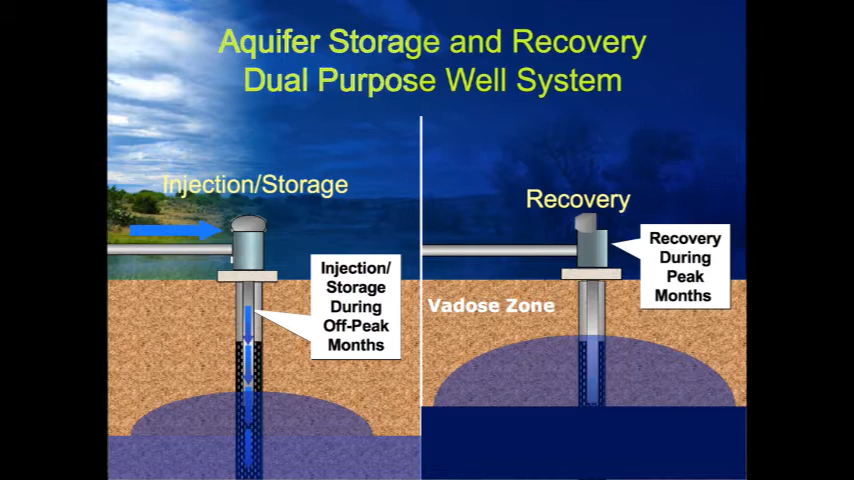 Aquifer Storage and Recovery
Dual Purpose Well System
Injection/Storage
Injection/
Storage
During
Off-Peak
Months
Recovery
Recovery
During
Peak
Months
Vadose Zone